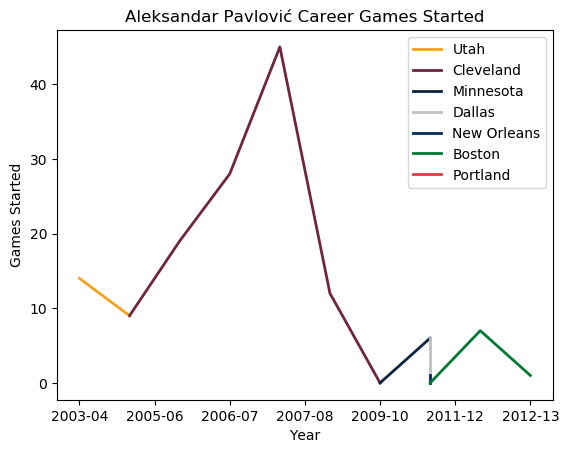 Aleksandar Pavlović Career Games Started
Games Started
40
30
20
10
0
Utah
Cleveland
Minnesota
Dallas
New Orleans
Boston
Portland
2003-04 2005-06 2006-07 2007-08 2009-10 2011-12 2012-13
Year